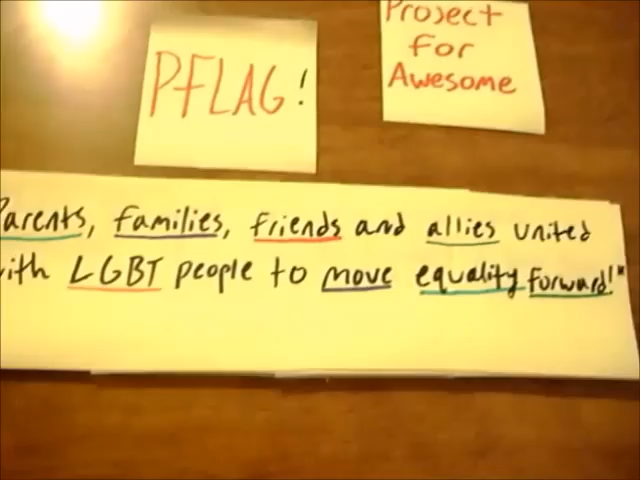 PFLAG!
Project
For
Awesome
Parents, families, friends and allies united
with LGBT people to move equality forward!"